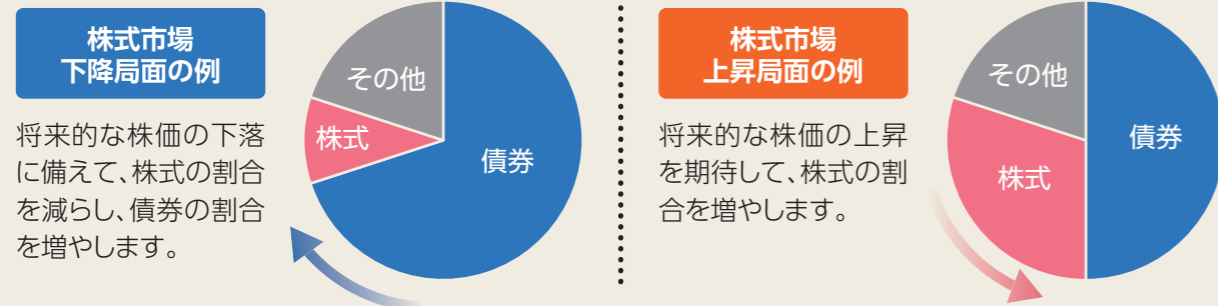 株式市場
下降局面の例
将来的な株価の下落
に備えて、株式の割合
を減らし、債券の割合
を増やします。
その他
株式
債券
株式市場
上昇局面の例
将来的な株価の上昇
を期待して、株式の割
合を増やします。
その他
株式
債券